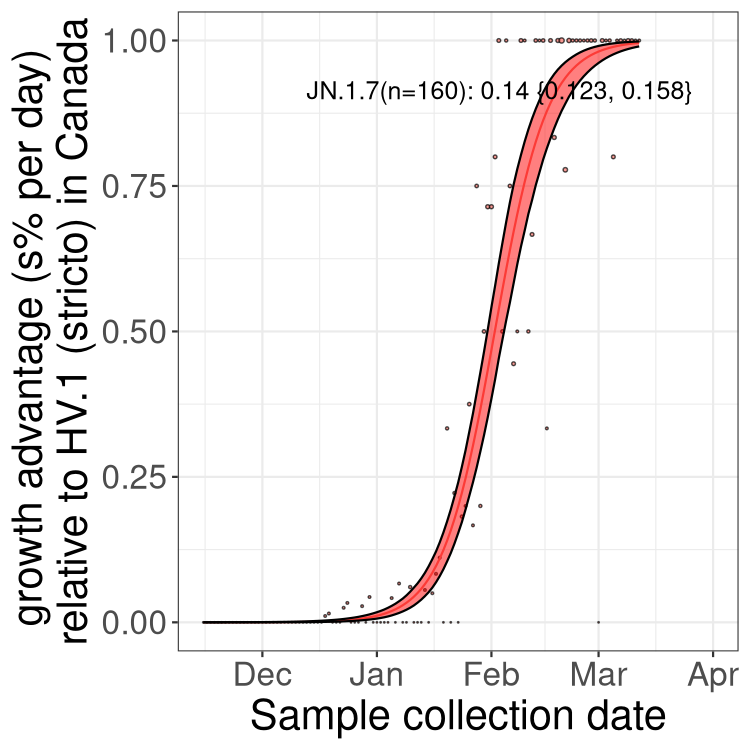 growth advantage (s% per day)
relative to HV.1 (stricto) in Canada
1.00
0.75
0.50
0.25
0.00
JN.1.7(n=160): 0.14 {0.123, 0.158}
Dec Jan Feb Mar Apr
Sample collection date